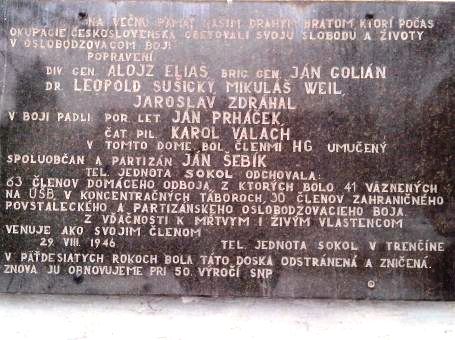 NA VEČNÚ PAMÄŤ NAŠIM DRAHÝM BRATOM KTORÍ POČAS
OKUPÁCIE ČESKOSLOVENSKA OBETOVALI SVOJU SLOBODU A ŽIVOTY
V OSLOBODZOVACOM BOJI
POPRAVENÍ
DIV. GEN. ALOJZ ELIAŠ BRIG. GEN. JÁN GOLIÁN
DR. LEOPOLD SUŠICKÝ MIKULÁŠ WEIL
JAROSLAV ZDRÁHAL
V BOJI PADLI POR. LET. JÁN PRHÁČEK
ČAT. PIL. KAROL VALACH
V TOMTO DOME BOL ČLENMI HG UMUČENÝ
SPOLUOBČAN A PARTIZÁN JÁN ŠEBÍK
TEL. JEDNOTA SOKOL ODCHOVALA:
63 ČLENOV DOMÁCEHO ODBOJA, Z KTORÝCH BOLO 41 VÄZNENÝCH
NA ÚŠB. V KONCENTRAČNÝCH TÁBOROCH, 30 ČLENOV ZAHRANIČNÉHO
POVSTALECKÉHO A PARTIZÁNSKEHO OSLOBODZOVACIEHO BOJA
Z VĎAČNOSTI K MŔTVYM I ŽIVÝM VLASTENCOM
VENUJE AKO SVOJIM ČLENOM
29. VIII. 1946 TEL. JEDNOTA SOKOL V TRENČÍNE
V PÄŤDESIATYCH ROKOCH BOLA TÁTO DOSKA ODSTRÁNENÁ A ZNIČENÁ.
ZNOVA JU OBNOVUJEME PRI 50. VÝROČÍ SNP